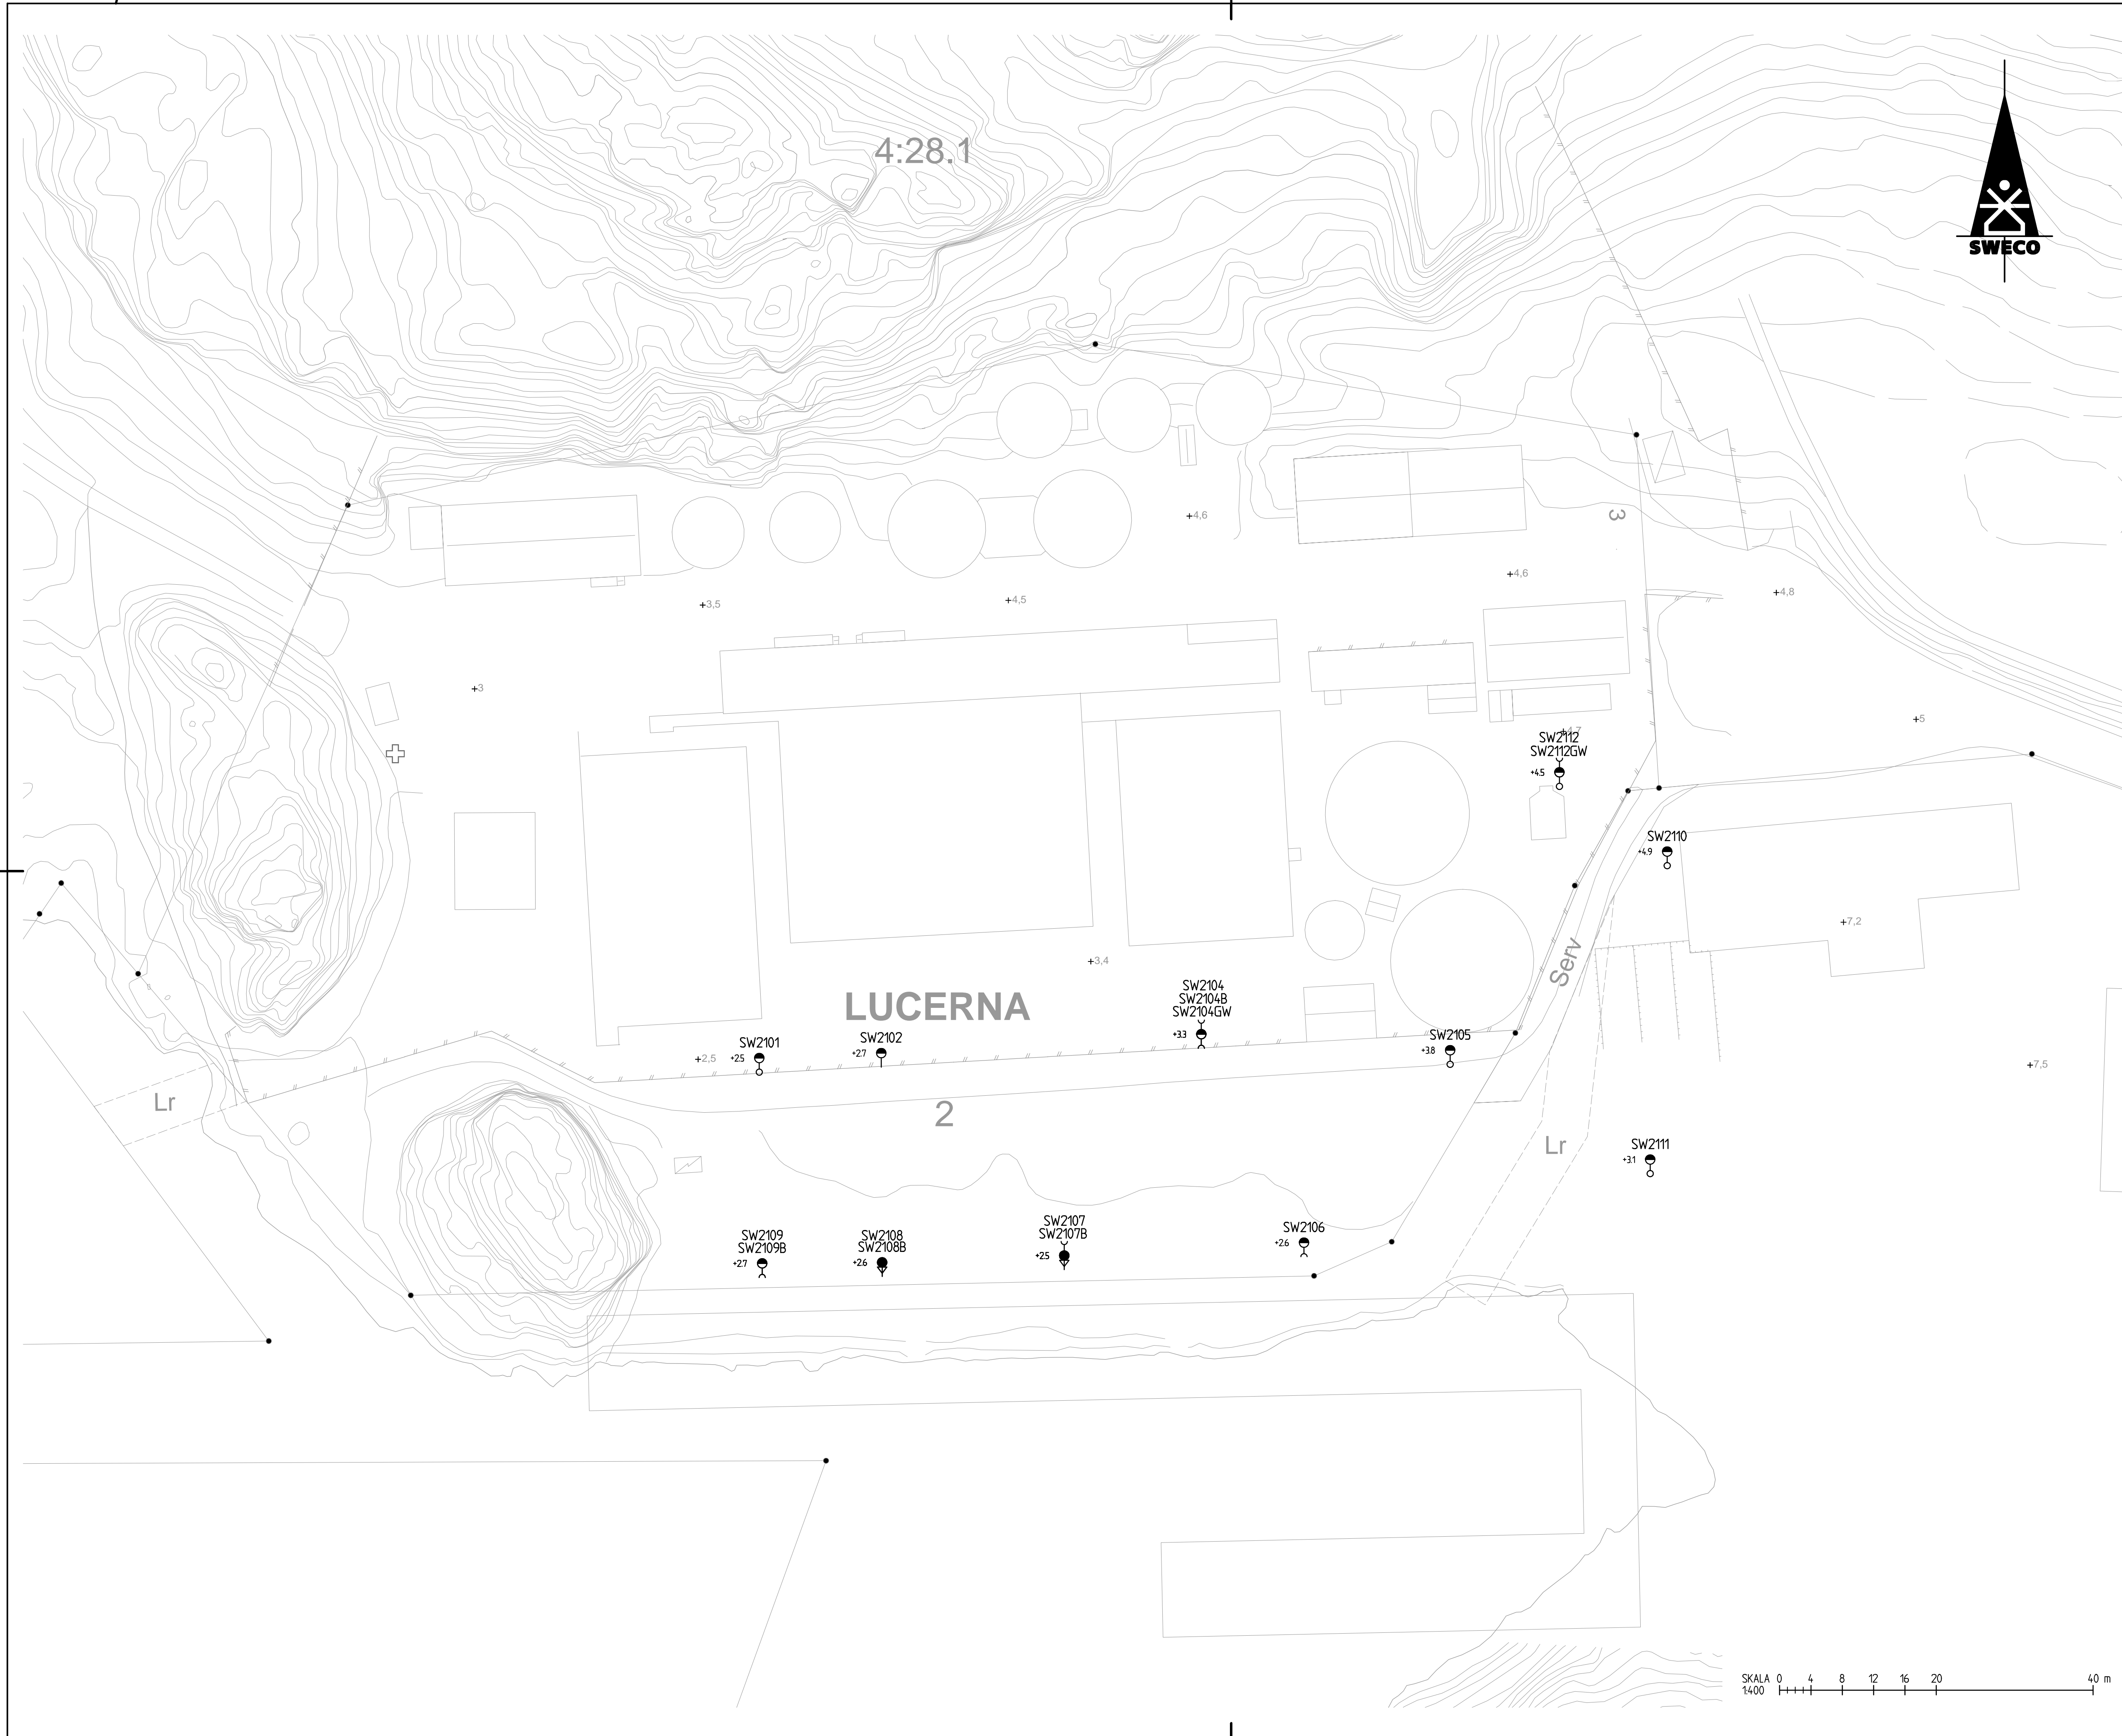 4:28.1
SWECO
+4,6
3
+4,6
+3,5
+4,5
+4,8
+3
+5
SW2112
SW2112GW
+4.5
SW2110
+4.9
+7,2
+3,4
Serv
LUCERNA
SW2104
SW2104B
SW2104GW
+3.3
SW2101
+2.5
SW2102
+2.7
SW2105
+3.8
+2,5
+7,5
Lr
2
Lr
SW2111
+3.1
SW2109
SW2109B
+2.7
SW2108
SW2108B
+2.6
SW2107
SW2107B
+2.5
SW2106
+2.6
SKALA 0 4 8 12 16 20 40 m
1:400